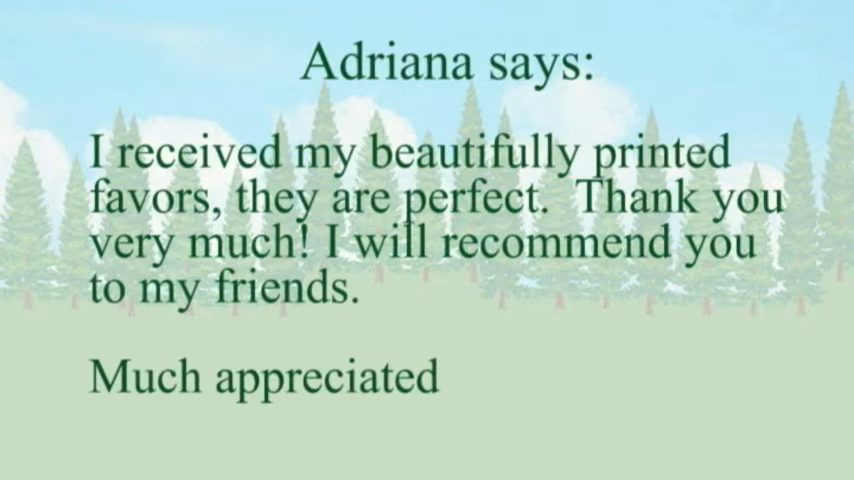 Adriana says:
I received my beautifully printed
favors, they are perfect.  Thank you
very much! I will recommend you
to my friends.
Much appreciated